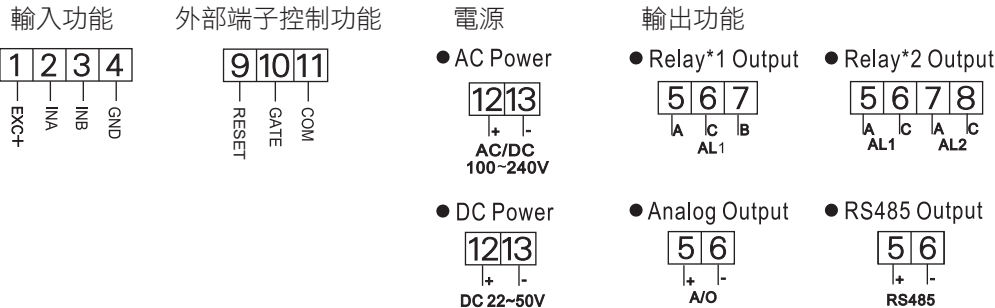 輸入功能
1 2 3 4
EXC+ INA INB GND
外部端子控制功能
9 10 11
RESET GATE COM
電源
● AC Power
12 13
+ -
AC/DC
100~240V
● DC Power
12 13
+ -
DC 22~50V
輸出功能
● Relay*1 Output
5 6 7
A C B
AL1
● Relay*2 Output
5 6 7 8
A C A C
AL1 AL2
● Analog Output
5 6
+ -
A/O
● RS485 Output
5 6
+ -
RS485